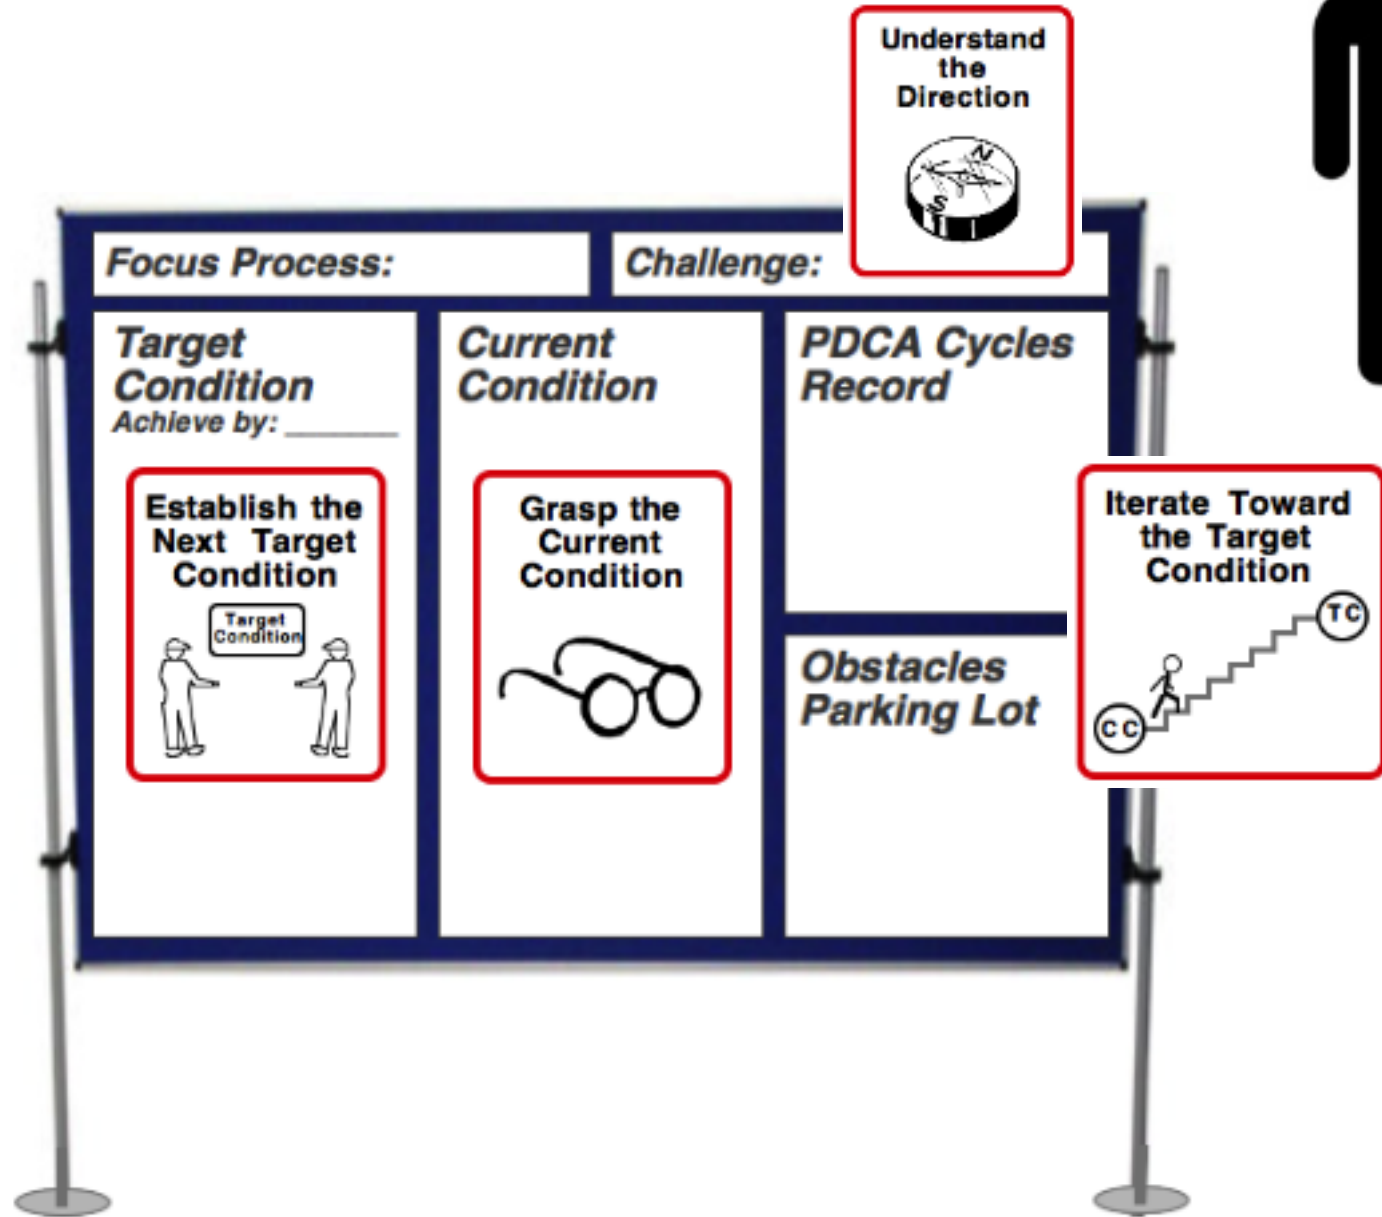 Understand
the
Direction
N
S
Focus Process:
Challenge:
Target
Condition
Achieve by: _______
Establish the
Next Target
Condition
Target
Condition
Current
Condition
Grasp the
Current
Condition
PDCA Cycles
Record
Obstacles
Parking Lot
Iterate Toward
the Target
Condition
TC
CC